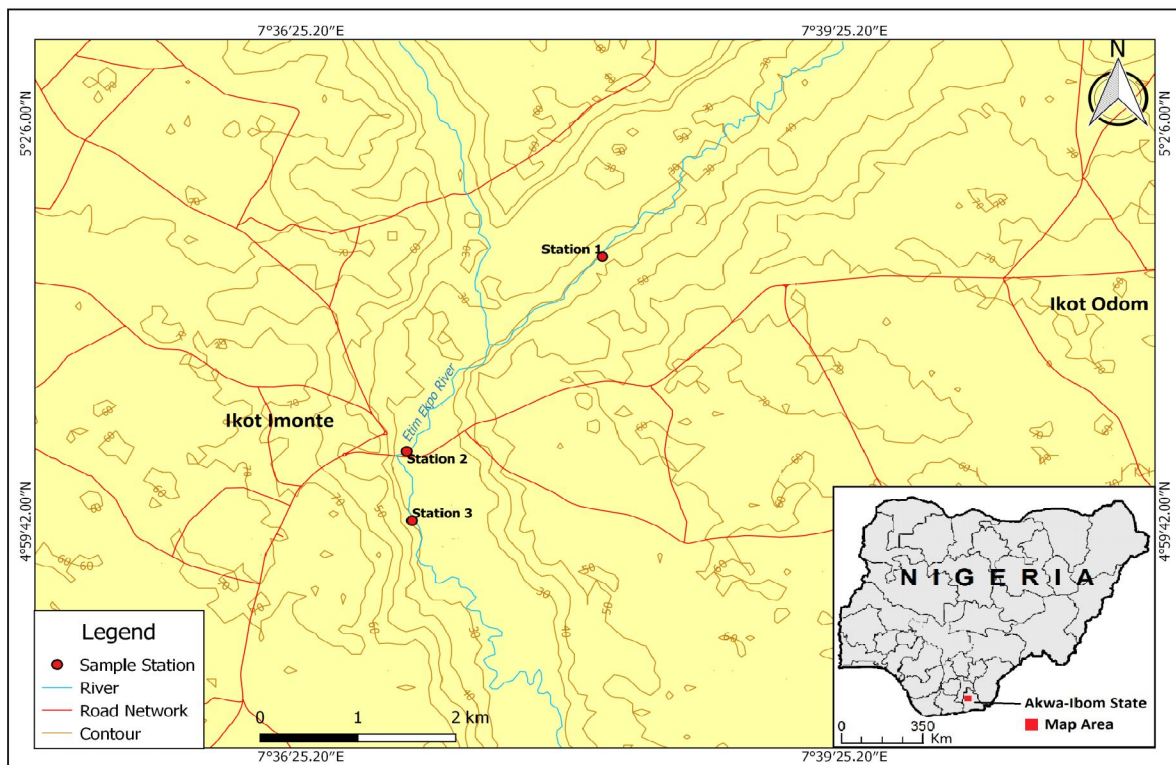 7°36'25.20"E
7°39'25.20"E
N
5°2'6.00"N
5°2'6.00"N
Station 1
Ikot Odom
Etim Ekpo River
Ikot Imonte
Station 2
Station 3
4°59'42.00"N
4°59'42.00"N
NIGERIA
Legend
Sample Station
River
Road Network
Contour
0 1 2 km
Akwa-Ibom State
Map Area
0 350
Km
7°36'25.20"E
7°39'25.20"E